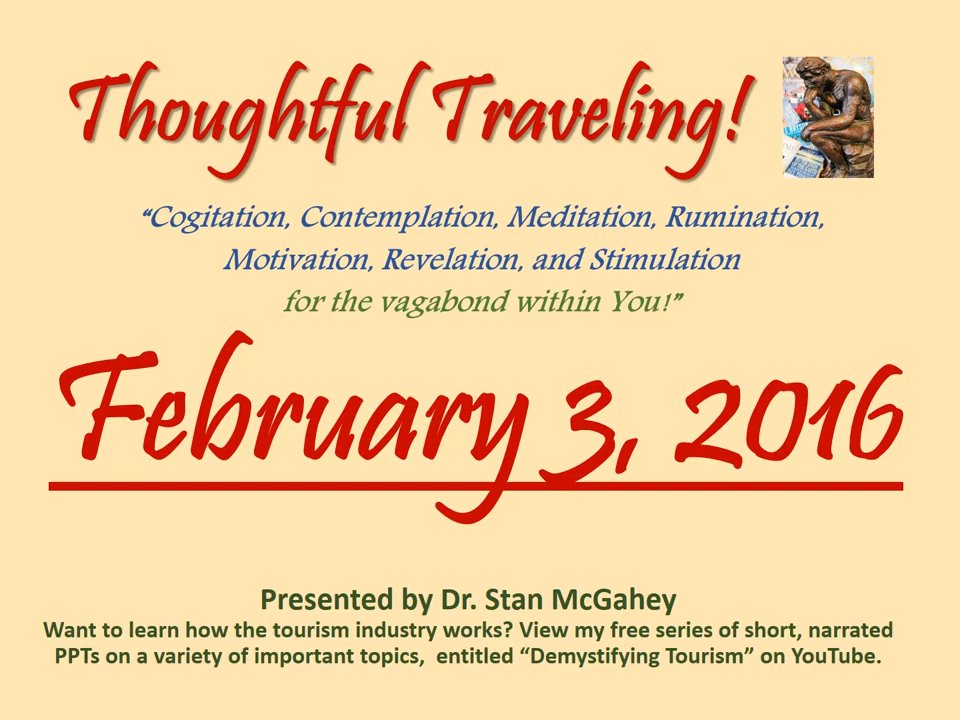 Thoughtful Traveling!
“Cogitation, Contemplation, Meditation, Rumination,
Motivation, Revelation, and Stimulation
for the vagabond within You!”
February 3, 2016
Presented by Dr. Stan McGahey
Want to learn how the tourism industry works? View my free series of short, narrated
PPTs on a variety of important topics,  entitled “Demystifying Tourism” on YouTube.